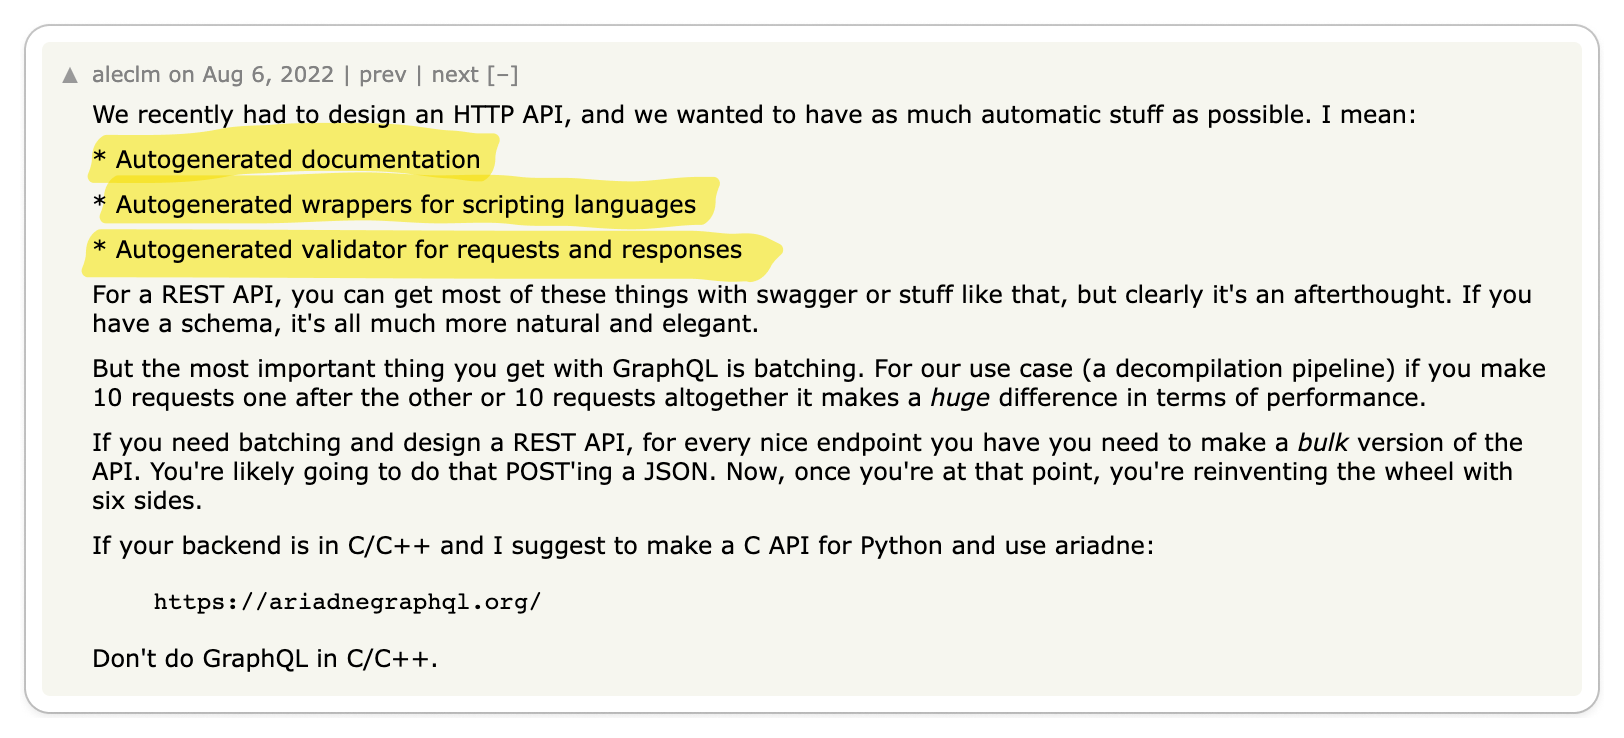 ▲ aleclm on Aug 6, 2022 | prev | next [–]
We recently had to design an HTTP API, and we wanted to have as much automatic stuff as possible. I mean:
* Autogenerated documentation
* Autogenerated wrappers for scripting languages
* Autogenerated validator for requests and responses
For a REST API, you can get most of these things with swagger or stuff like that, but clearly it's an afterthought. If you
have a schema, it's all much more natural and elegant.
But the most important thing you get with GraphQL is batching. For our use case (a decompilation pipeline) if you make
10 requests one after the other or 10 requests altogether it makes a huge difference in terms of performance.
If you need batching and design a REST API, for every nice endpoint you have you need to make a bulk version of the
API. You're likely going to do that POST'ing a JSON. Now, once you're at that point, you're reinventing the wheel with
six sides.
If your backend is in C/C++ and I suggest to make a C API for Python and use ariadne:
https://ariadnegraphql.org/
Don't do GraphQL in C/C++.